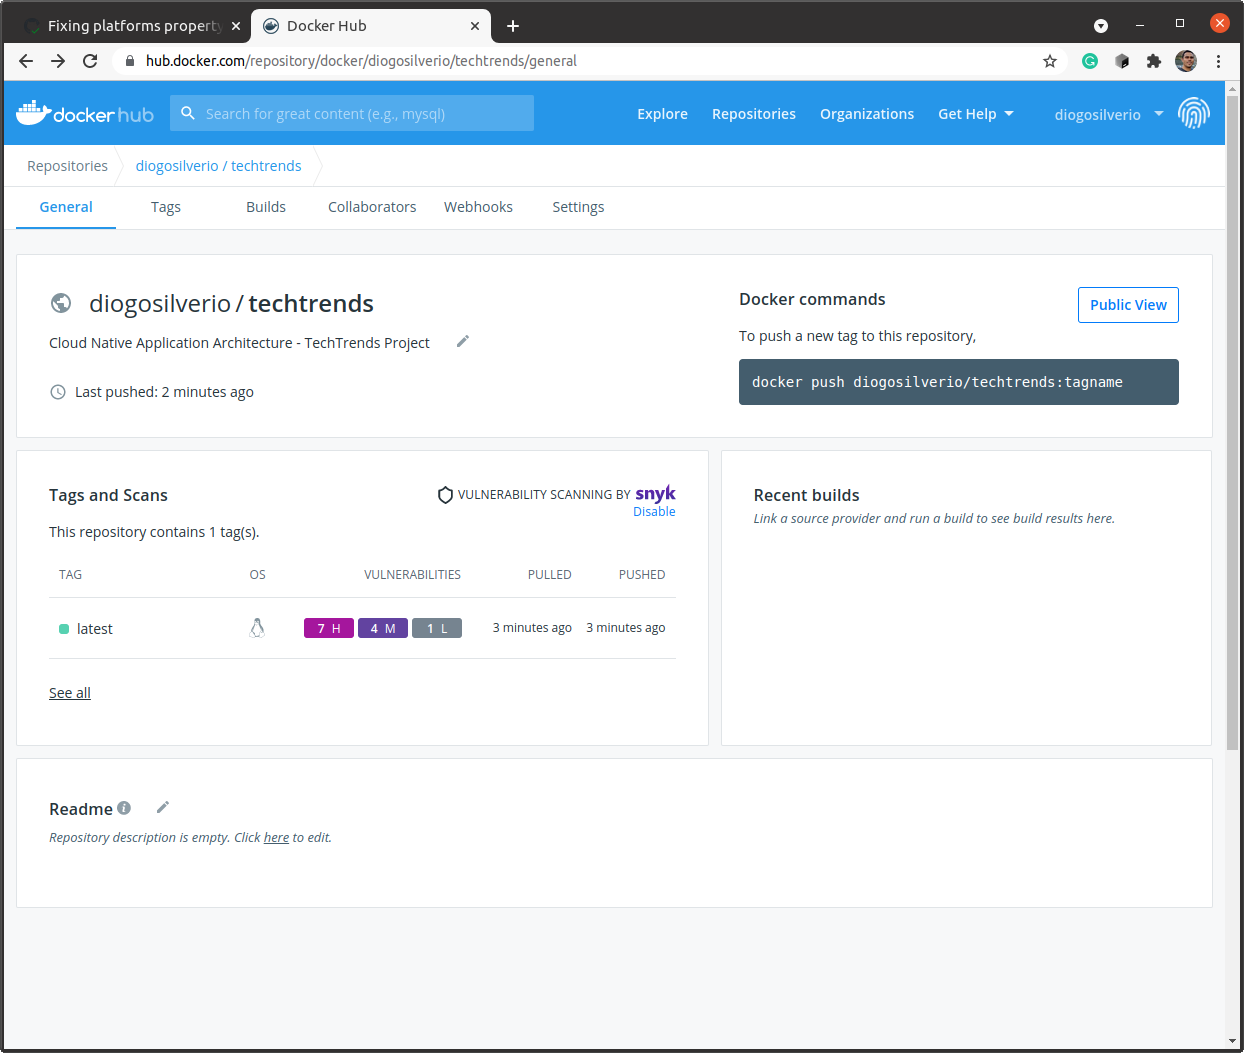 Fixing platforms property
Docker Hub
hub.docker.com/repository/docker/diogosilverio/techtrends/general
docker hub
Search for great content (e.g., mysql)
Explore
Repositories
Organizations
Get Help
diogosilverio
Repositories
diogosilverio / techtrends
General
Tags
Builds
Collaborators
Webhooks
Settings
diogosilverio / techtrends
Cloud Native Application Architecture - TechTrends Project
Last pushed: 2 minutes ago
Docker commands
Public View
To push a new tag to this repository,
docker push diogosilverio/techtrends:tagname
Tags and Scans
VULNERABILITY SCANNING BY snyk
Disable
This repository contains 1 tag(s).
TAG OS VULNERABILITIES PULLED PUSHED
latest 7 H 4 M 1 L 3 minutes ago 3 minutes ago
See all
Recent builds
Link a source provider and run a build to see build results here.
Readme
Repository description is empty. Click here to edit.